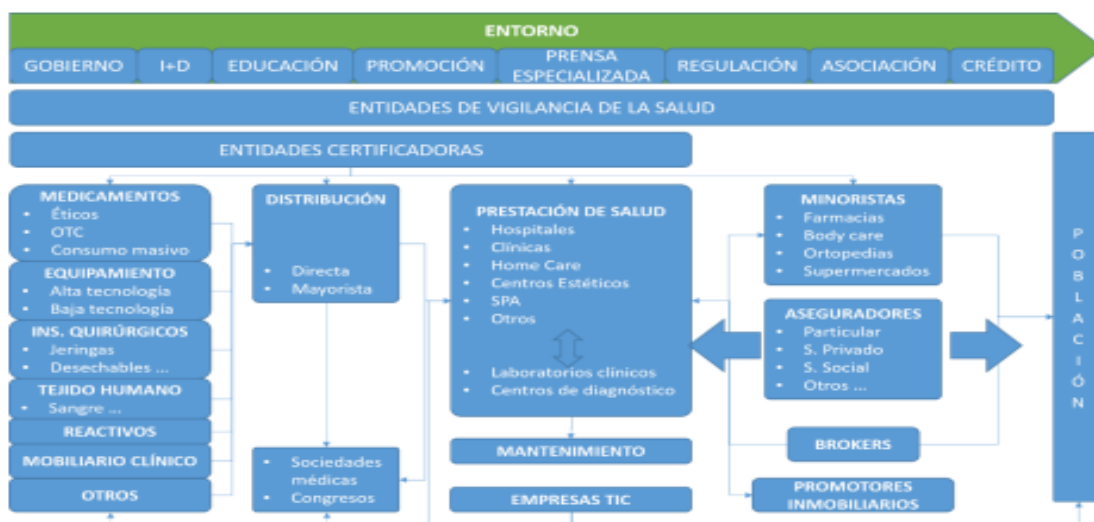 ENTORNO
GOBIERNO
I+D
EDUCACIÓN
PROMOCIÓN
PRENSA
ESPECIALIZADA
REGULACIÓN
ASOCIACIÓN
CRÉDITO
ENTIDADES DE VIGILANCIA DE LA SALUD
ENTIDADES CERTIFICADORAS
MEDICAMENTOS
• Éticos
• OTC
• Consumo masivo
EQUIPAMIENTO
• Alta tecnología
• Baja tecnología
INS. QUIRÚRGICOS
• Jeringas
• Desechables ...
TEJIDO HUMANO
• Sangre ...
REACTIVOS
MOBILIARIO CLÍNICO
OTROS
DISTRIBUCIÓN
• Directa
• Mayorista
• Sociedades
médicas
• Congresos
PRESTACIÓN DE SALUD
• Hospitales
• Clínicas
• Home Care
• Centros Estéticos
• SPA
• Otros
• Laboratorios clínicos
• Centros de diagnóstico
MANTENIMIENTO
EMPRESAS TIC
MINORISTAS
• Farmacias
• Body care
• Ortopedias
• Supermercados
ASEGURADORES
• Particular
• S. Privado
• S. Social
• Otros ...
BROKERS
PROMOTORES
INMOBILIARIOS
POBLACIÓN